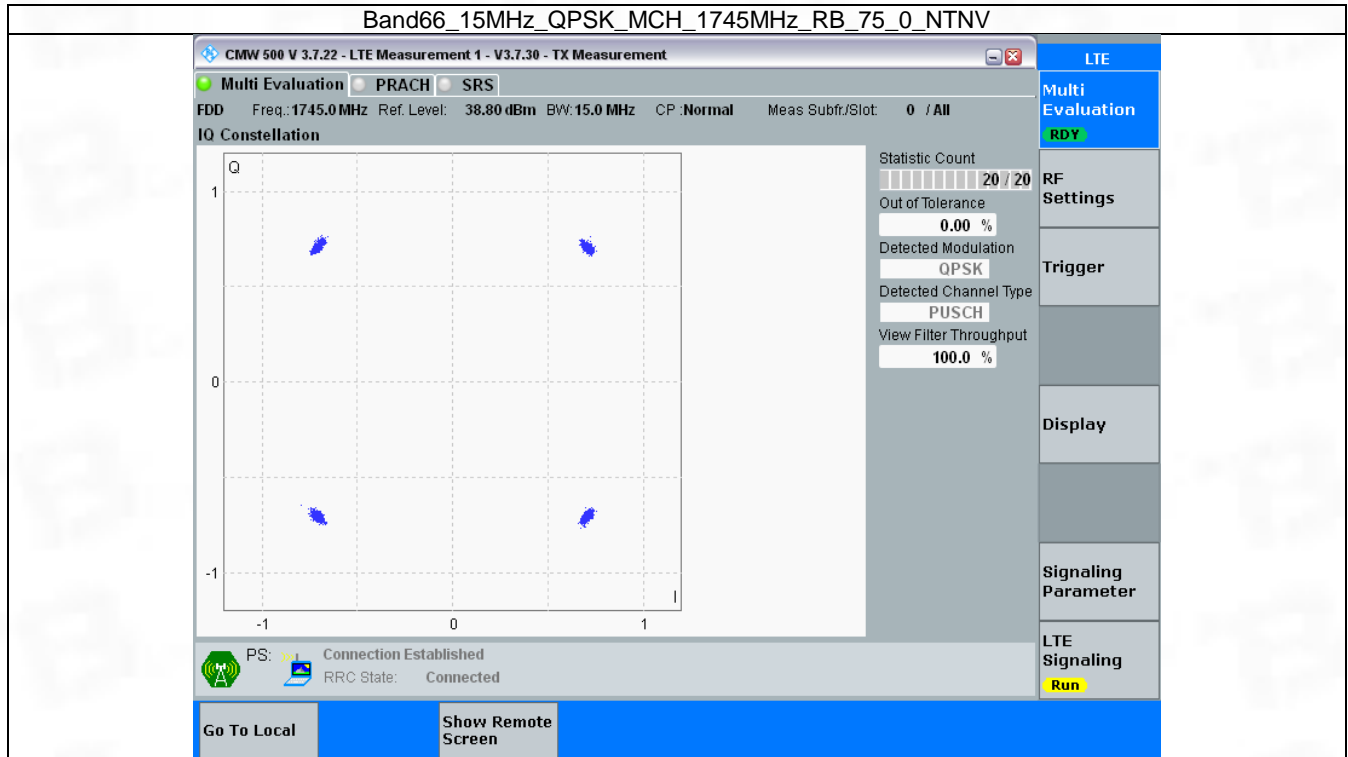 Band66_15MHz_QPSK_MCH_1745MHz_RB_75_0_NTNV
CMW 500 V 3.7.22 - LTE Measurement 1 - V3.7.30 - TX Measurement
LTE
Multi Evaluation PRACH SRS
FDD Freq.:1745.0 MHz Ref. Level: 38.80 dBm BW:15.0 MHz CP :Normal Meas Subfr./Slot: 0 / All
IQ Constellation
Q
1
0
-1
I
-1 0 1
Statistic Count
20 / 20
Out of Tolerance
0.00 %
Detected Modulation
QPSK
Detected Channel Type
PUSCH
View Filter Throughput
100.0 %
Multi
Evaluation
RDY
RF
Settings
Trigger
Display
Signaling
Parameter
LTE
Signaling
Run
PS: Connection Established
RRC State: Connected
Go To Local
Show Remote
Screen